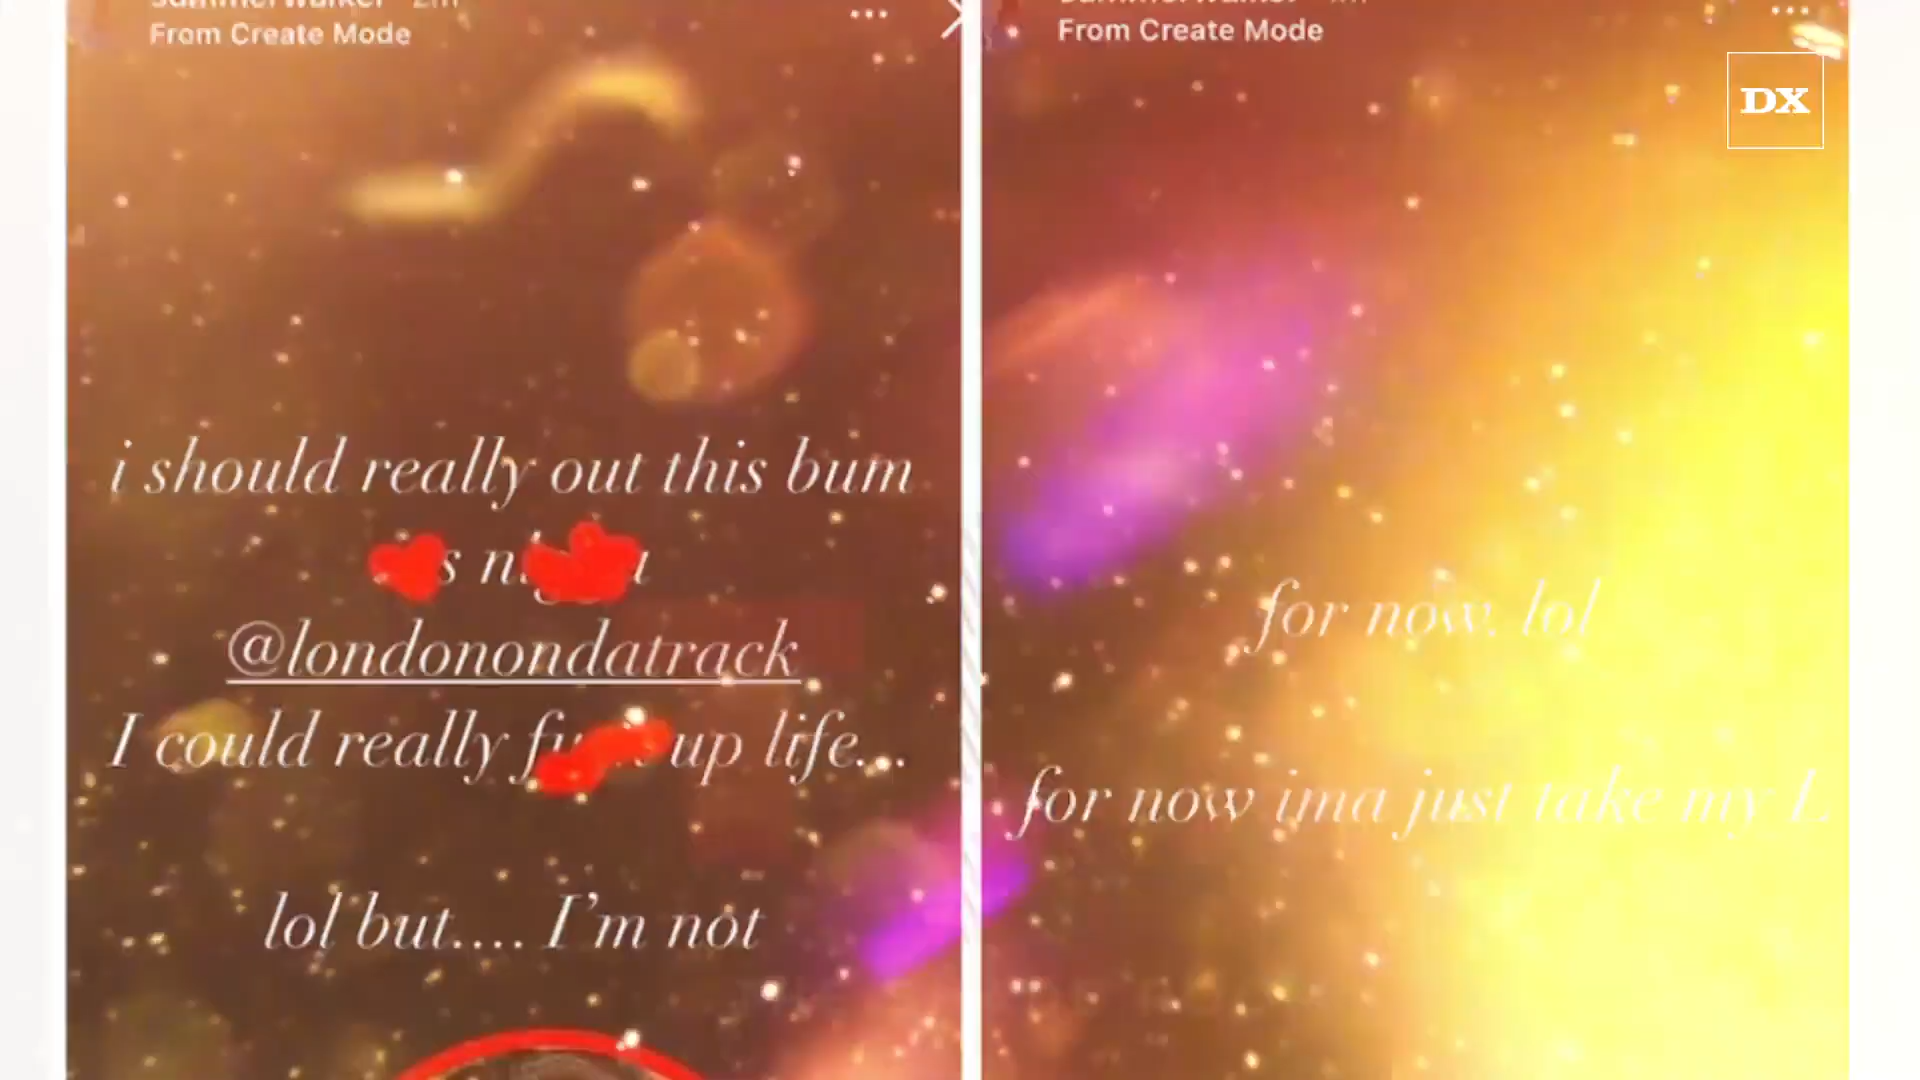 From Create Mode
i should really out this bum
@londonondatrack
I could really up life...
lol but.... I'm not
From Create Mode
DX
for now. lol
for now ima just take my L